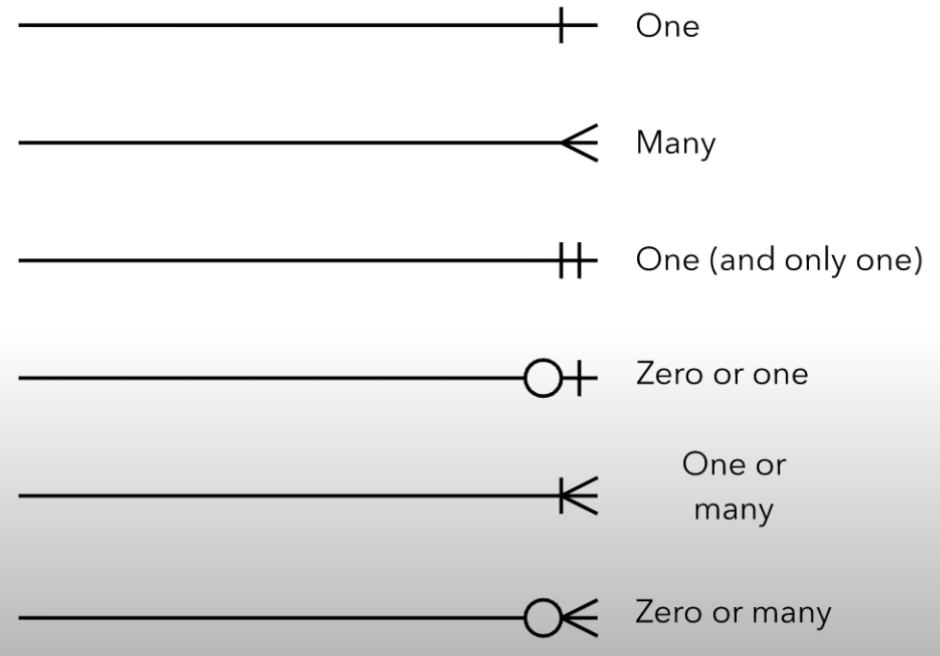 One
Many
One (and only one)
Zero or one
One or
many
Zero or many